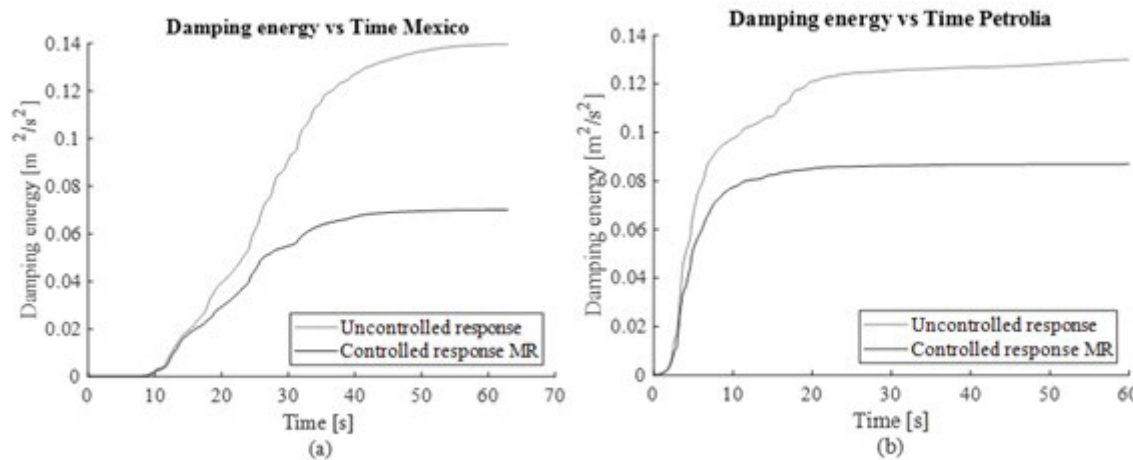 Damping energy vs Time Mexico
Damping energy [m²/s²]
0.14
0.12
0.1
0.08
0.06
0.04
0.02
0
Uncontrolled response
Controlled response MR
0 10 20 30 40 50 60 70
Time [s]
(a)
Damping energy vs Time Petrolia
Damping energy [m²/s²]
0.14
0.12
0.1
0.08
0.06
0.04
0.02
0
Uncontrolled response
Controlled response MR
0 10 20 30 40 50 60
Time [s]
(b)